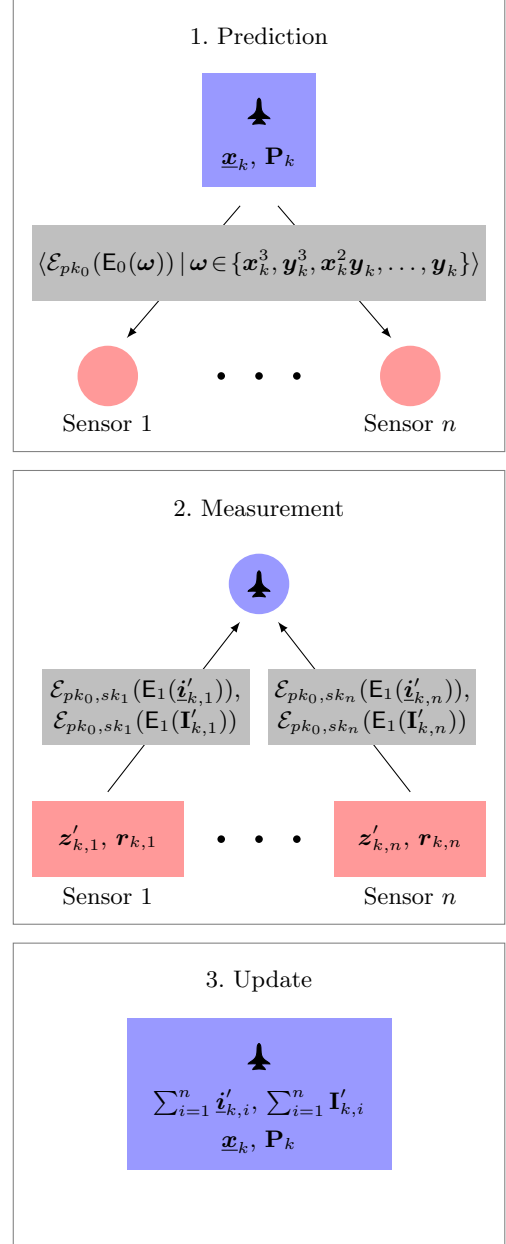 1. Prediction
x̲_k, P_k
⟨ℰ_{pk_0}(E_0(ω)) | ω ∈ {x_k^3, y_k^3, x_k^2 y_k, . . . , y_k}⟩
Sensor 1 Sensor n
2. Measurement
ℰ_{pk_0,sk_1}(E_1(i̲′_{k,1})), ℰ_{pk_0,sk_n}(E_1(i̲′_{k,n})),
ℰ_{pk_0,sk_1}(E_1(I′_{k,1})) ℰ_{pk_0,sk_n}(E_1(I′_{k,n}))
z′_{k,1}, r_{k,1} z′_{k,n}, r_{k,n}
Sensor 1 Sensor n
3. Update
∑_{i=1}^n i̲′_{k,i}, ∑_{i=1}^n I′_{k,i}
x̲_k, P_k